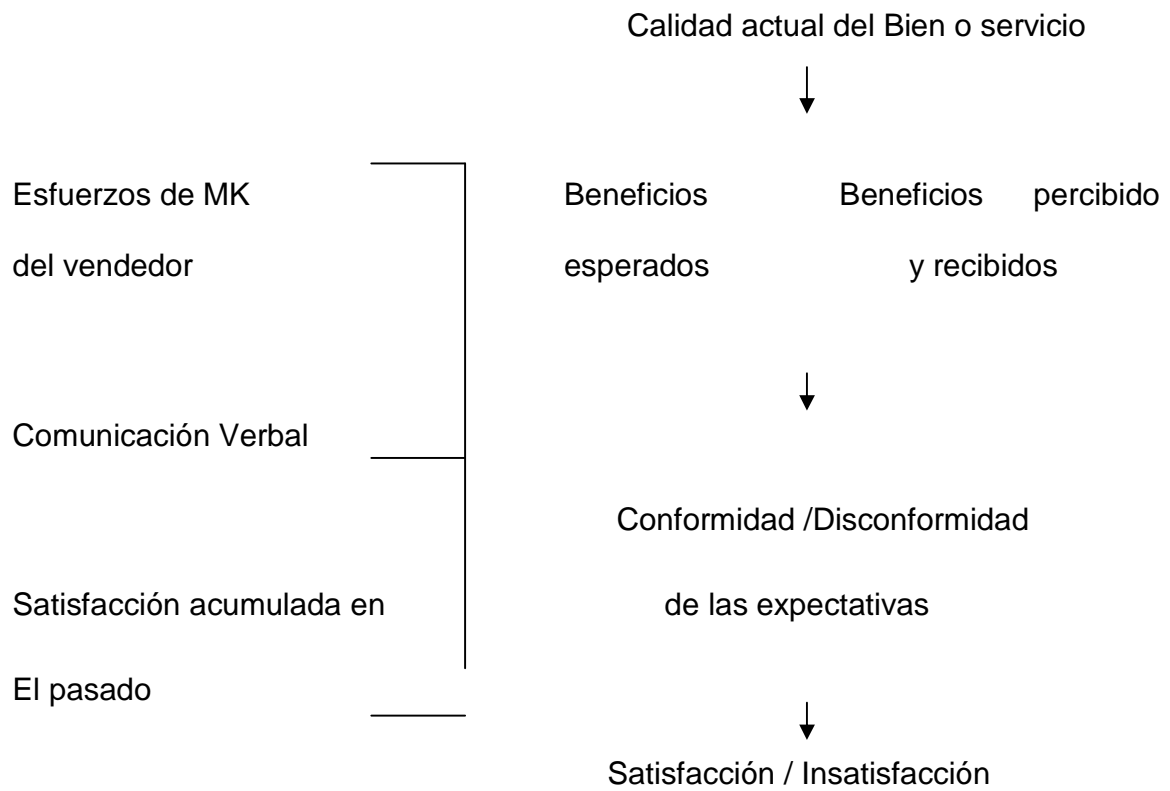 Calidad actual del Bien o servicio
Esfuerzos de MK Beneficios Beneficios percibido
del vendedor esperados y recibidos
Comunicación Verbal
Conformidad /Disconformidad
Satisfacción acumulada en de las expectativas
El pasado
Satisfacción / Insatisfacción